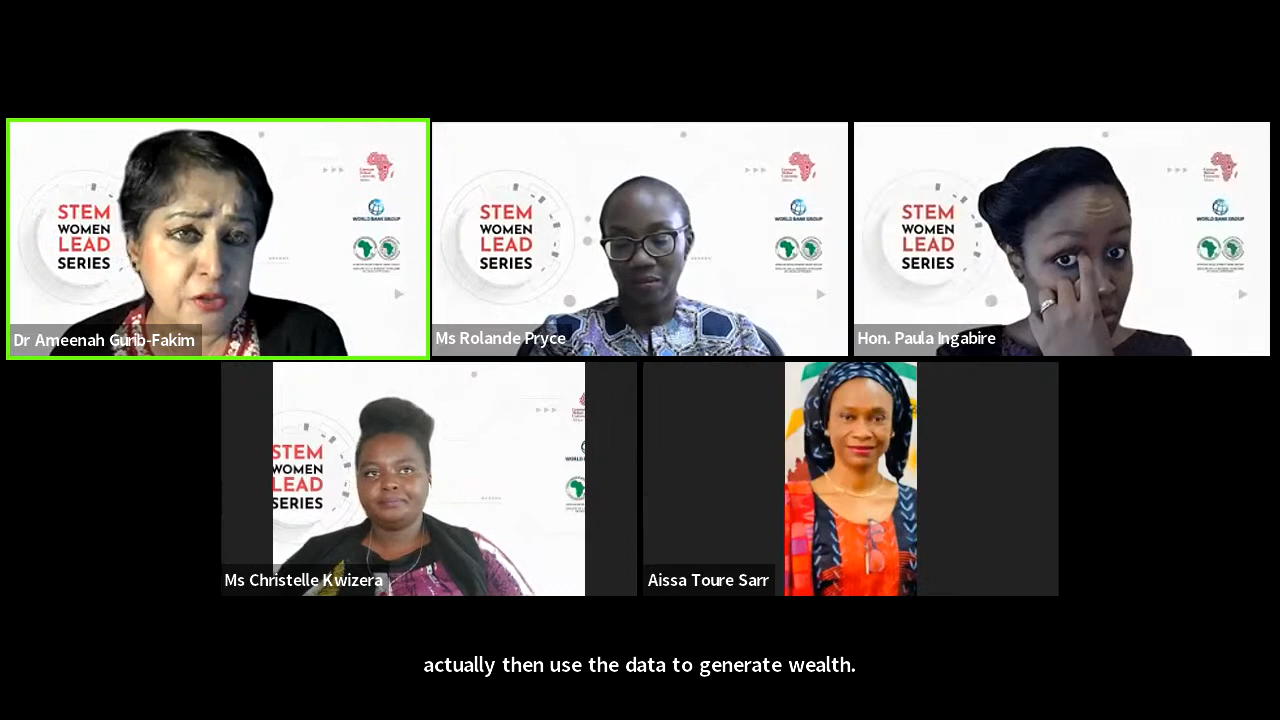 STEM
WOMEN
LEAD
SERIES
WORLD BANK GROUP
Dr Ameenah Gurib-Fakim
STEM
WOMEN
LEAD
SERIES
WORLD BANK GROUP
Ms Rolande Pryce
STEM
WOMEN
LEAD
SERIES
WORLD BANK GROUP
Hon. Paula Ingabire
STEM
WOMEN
LEAD
SERIES
Ms Christelle Kwizera
Aissa Toure Sarr
actually then use the data to generate wealth.